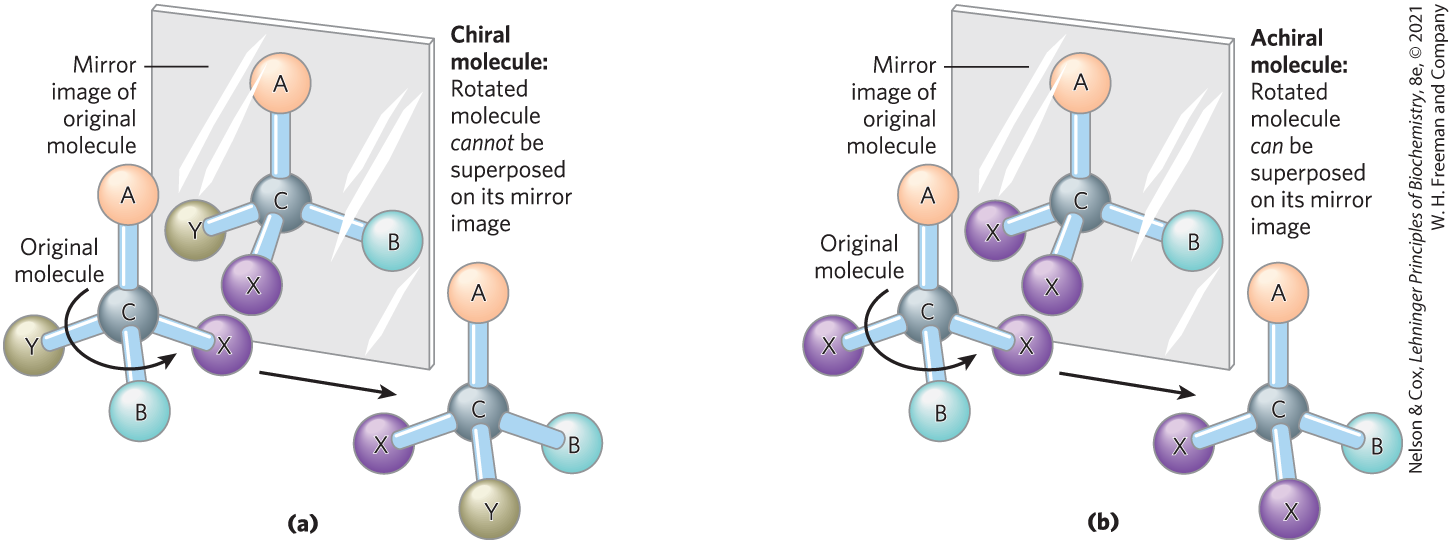 Chiral
molecule:
Rotated
molecule
cannot be
superposed
on its mirror
image
Mirror
image of
original
molecule
A
C
Y
B
X
Original
molecule
A
C
Y
X
B
A
C
X
B
Y
(a)
Achiral
molecule:
Rotated
molecule
can be
superposed
on its mirror
image
Mirror
image of
original
molecule
A
C
X
B
X
Original
molecule
A
C
X
X
B
A
C
X
B
X
(b)
Nelson & Cox, Lehninger Principles of Biochemistry, 8e, © 2021
W. H. Freeman and Company